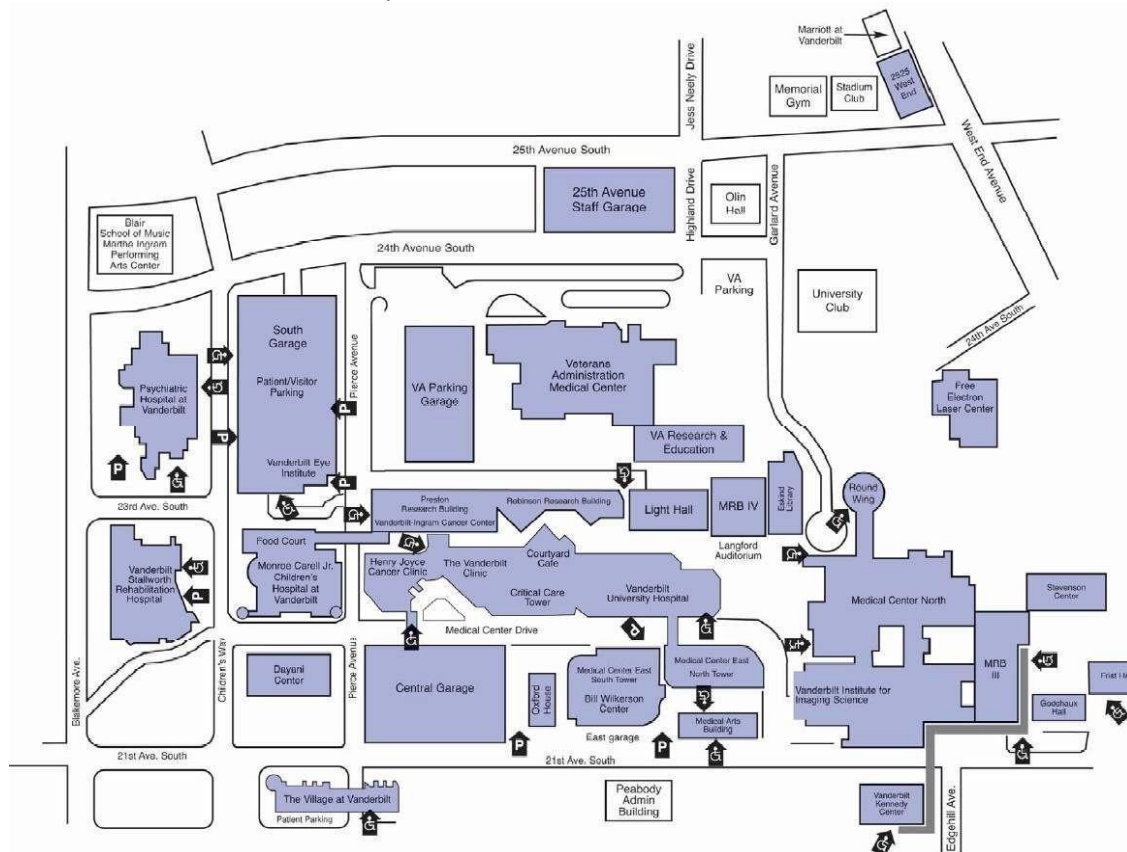 Marriott at
Vanderbilt
2525
West
End
Memorial
Gym
Stadium
Club
Jess Neely Drive
West End Avenue
25th Avenue South
25th Avenue
Staff Garage
Highland Drive
Olin
Hall
Garland Avenue
Blair
School of Music
Martha Ingram
Performing
Arts Center
24th Avenue South
VA
Parking
University
Club
24th Ave South
South
Garage
Patient/Visitor
Parking
Vanderbilt Eye
Institute
Pierce Avenue
Psychiatric
Hospital at
Vanderbilt
VA Parking
Garage
Veterans
Administration
Medical Center
VA Research &
Education
Free
Electron
Laser Center
P
P
P
P
23rd Ave. South
Preston
Research
Building
Vanderbilt-Ingram Cancer Center
Robinson Research Building
Light Hall
MRB IV
Eskind
Library
Langford
Auditorium
Round
Wing
Food Court
Monroe Carell Jr.
Children's
Hospital at
Vanderbilt
Henry Joyce
Cancer Clinic
The Vanderbilt
Clinic
Courtyard
Cafe
Critical Care
Tower
Vanderbilt
University Hospital
Vanderbilt
Stallworth
Rehabilitation
Hospital
P
Medical Center North
Stevenson
Center
Medical Center Drive
P
Blakemore Ave.
Children's Way
Dayani
Center
Pierce Avenue
Central Garage
Oxford
House
Medical Center East
South Tower
Bill Wilkerson
Center
Medical Center East
North Tower
Medical Arts
Building
Vanderbilt Institute for
Imaging Science
MRB
III
Godchaux
Hall
P
East garage
P
21st Ave. South
21st Ave. South
The Village at Vanderbilt
Patient Parking
Peabody
Admin
Building
Vanderbilt
Kennedy
Center
Edgehill Ave.